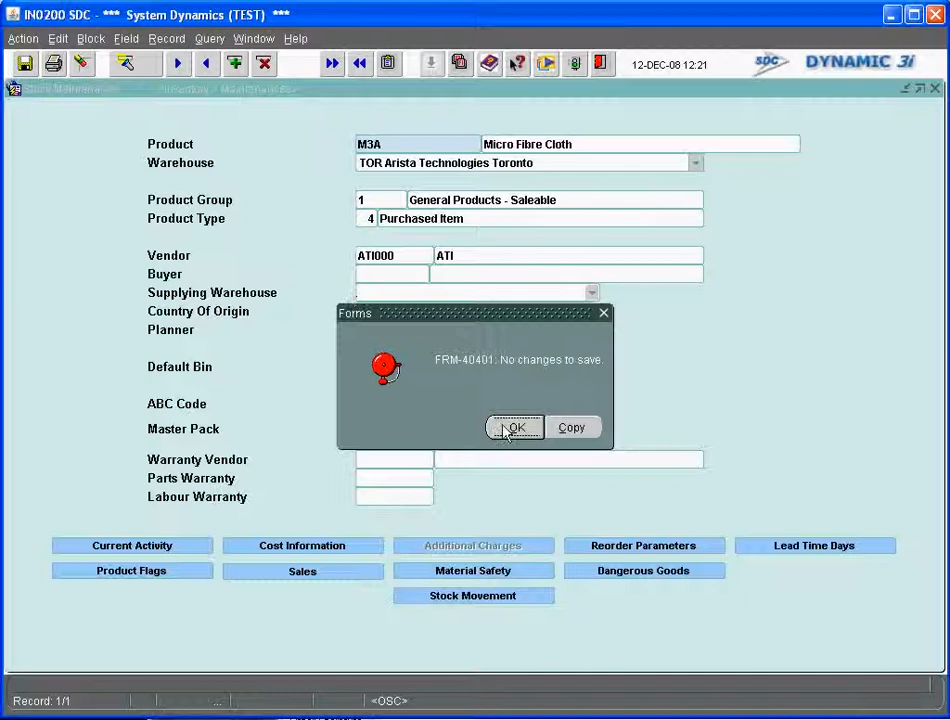 IN0200 SDC - *** System Dynamics (TEST) ***
Action Edit Block Field Record Query Window Help
12-DEC-08 12:21 SDC DYNAMIC 3i
Product M3A Micro Fibre Cloth
Warehouse TOR Arista Technologies Toronto
Product Group 1 General Products - Saleable
Product Type 4 Purchased Item
Vendor ATI000 ATI
Buyer
Supplying Warehouse .
Country Of Origin
Planner
Default Bin
ABC Code
Master Pack
Warranty Vendor
Parts Warranty
Labour Warranty
Forms
FRM-40401: No changes to save.
OK Copy
Current Activity Cost Information Additional Charges Reorder Parameters Lead Time Days
Product Flags Sales Material Safety Dangerous Goods
Stock Movement
Record: 1/1 ... <OSC>